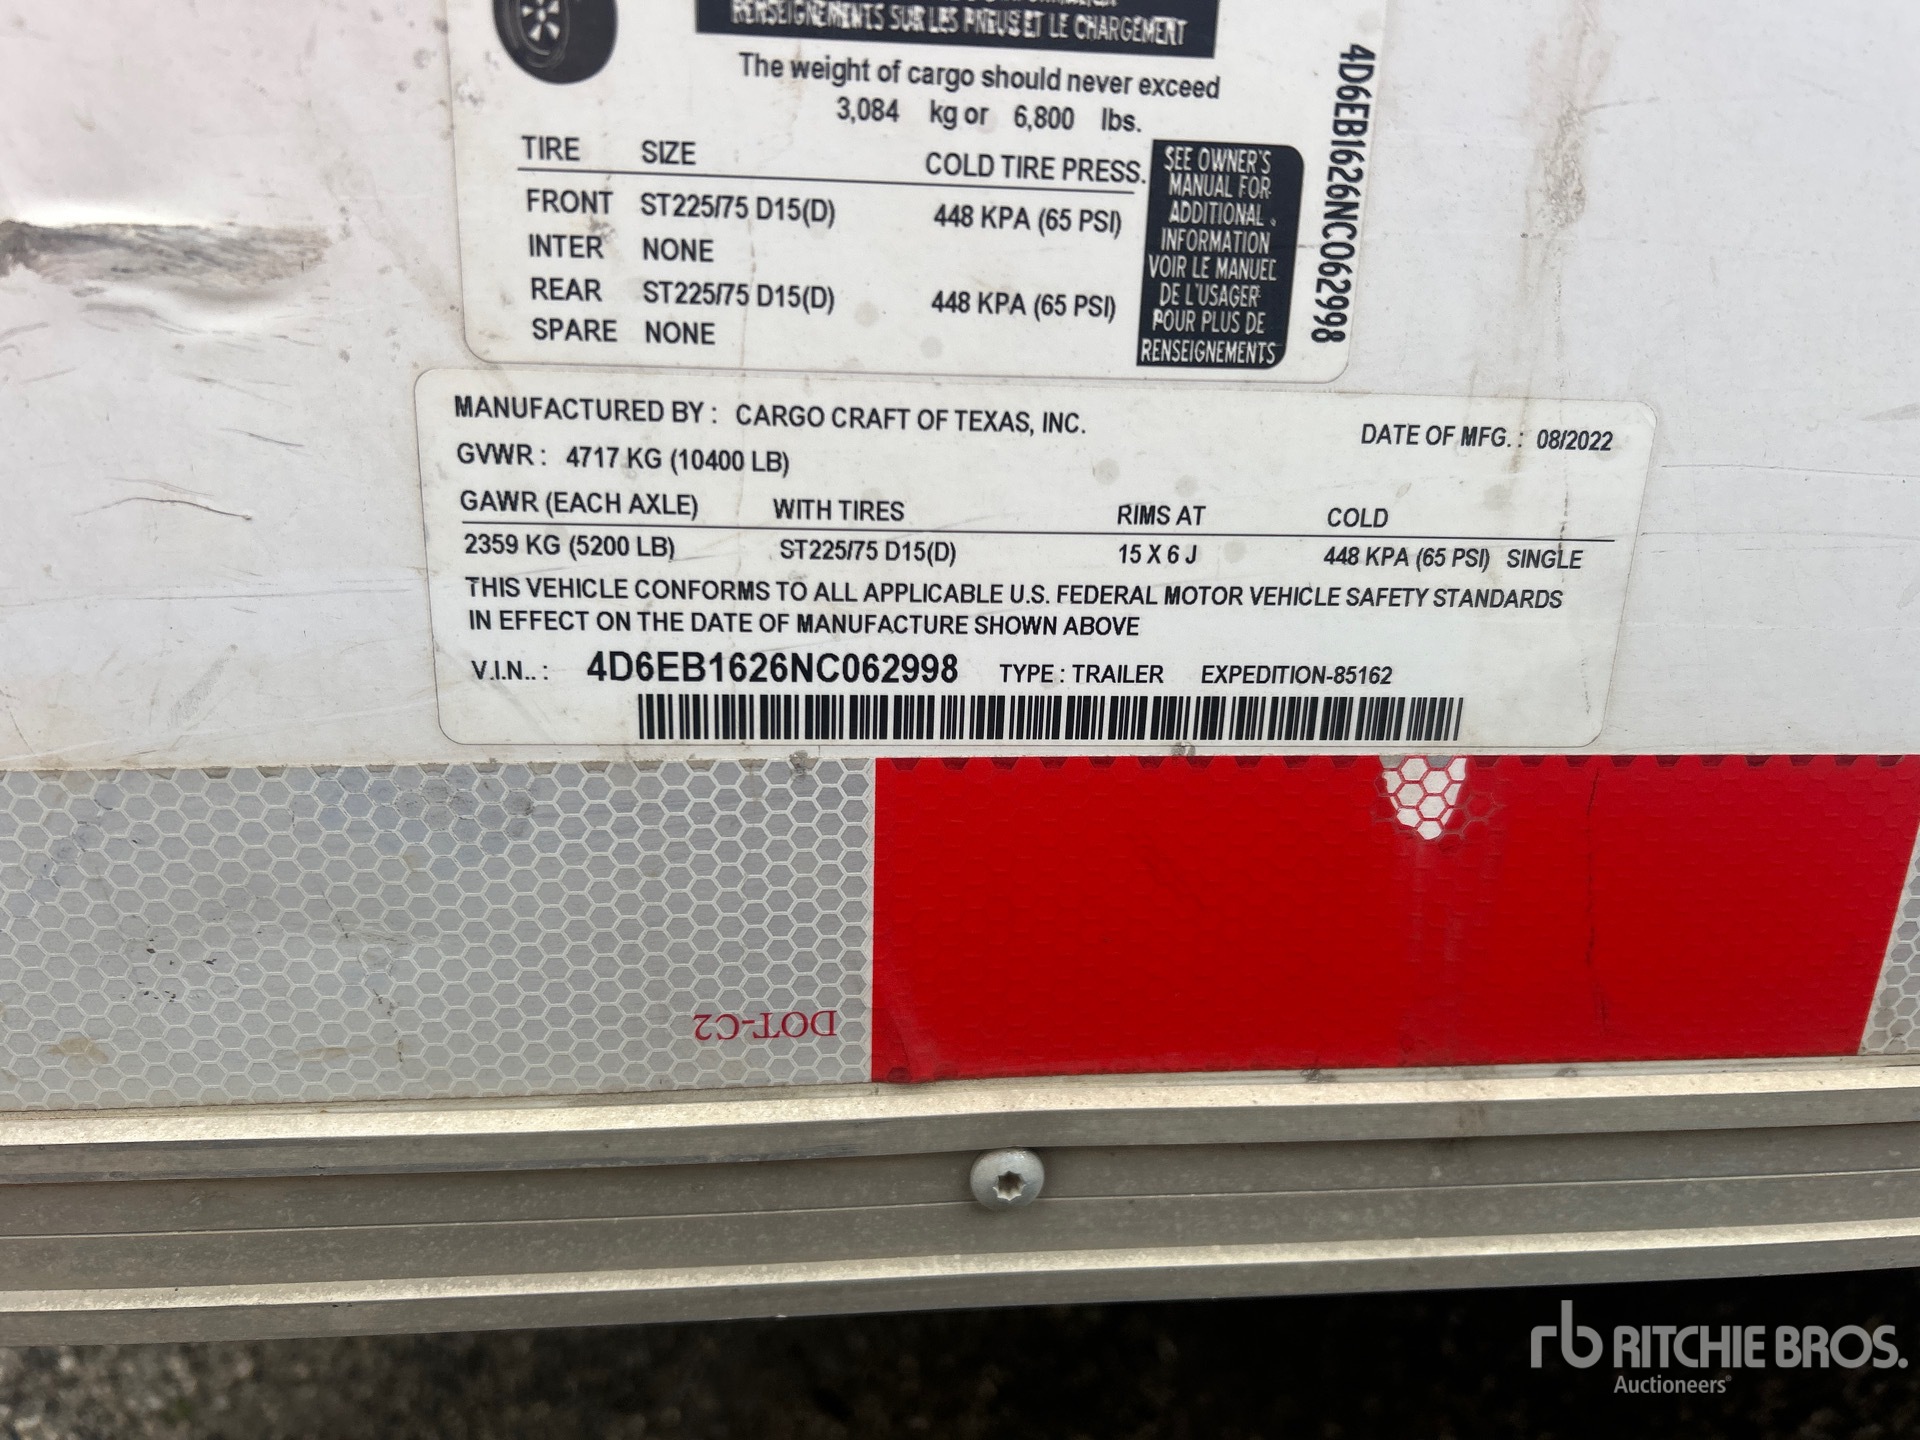 RENSEIGNEMENTS SUR LES PNEUS ET LE CHARGEMENT
The weight of cargo should never exceed
3,084 kg or 6,800 lbs.
TIRE SIZE COLD TIRE PRESS.
FRONT ST225/75 D15(D) 448 KPA (65 PSI)
INTER NONE
REAR ST225/75 D15(D) 448 KPA (65 PSI)
SPARE NONE
SEE OWNER'S
MANUAL FOR
ADDITIONAL
INFORMATION
VOIR LE MANUEL
DE L'USAGER
POUR PLUS DE
RENSEIGNEMENTS
4D6EB1626NC062998
MANUFACTURED BY : CARGO CRAFT OF TEXAS, INC.
DATE OF MFG. : 08/2022
GVWR : 4717 KG (10400 LB)
GAWR (EACH AXLE) WITH TIRES RIMS AT COLD
2359 KG (5200 LB) ST225/75 D15(D) 15 X 6 J 448 KPA (65 PSI) SINGLE
THIS VEHICLE CONFORMS TO ALL APPLICABLE U.S. FEDERAL MOTOR VEHICLE SAFETY STANDARDS
IN EFFECT ON THE DATE OF MANUFACTURE SHOWN ABOVE
V.I.N.. : 4D6EB1626NC062998 TYPE : TRAILER EXPEDITION-85162
DOT-C2
rb RITCHIE BROS.
Auctioneers